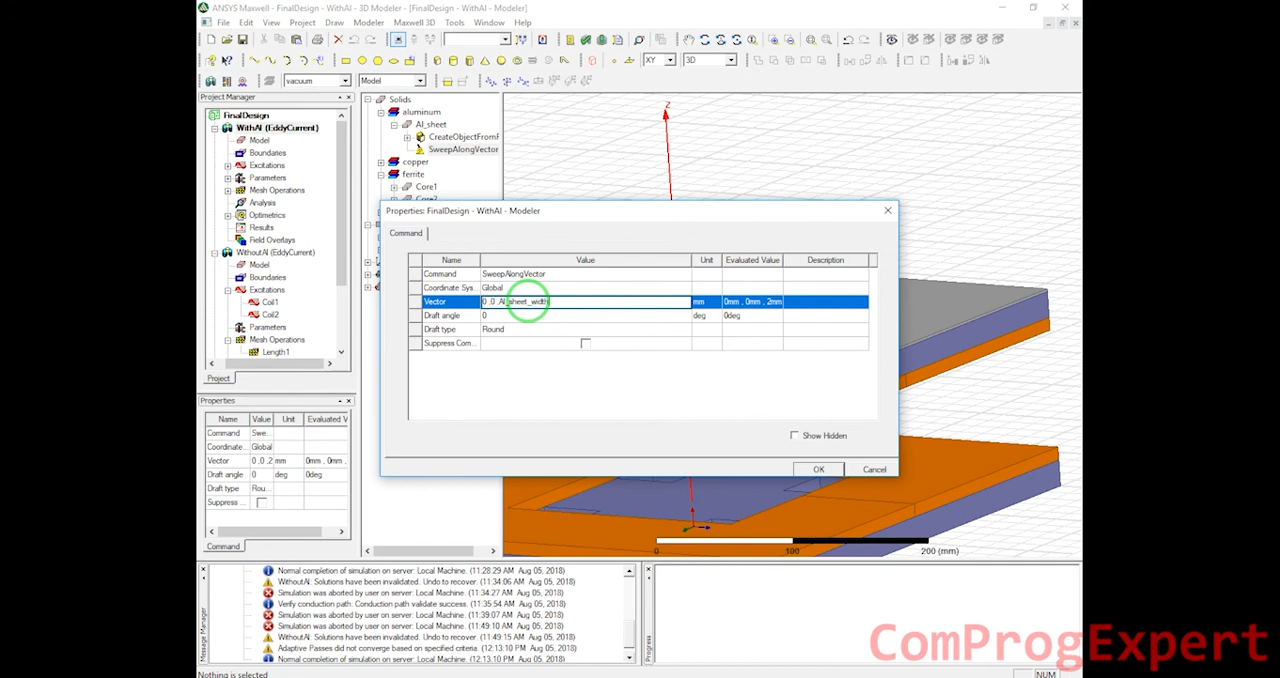 ANSYS Maxwell - FinalDesign - WithAl - 3D Modeler - [FinalDesign - WithAl - Modeler]
File Edit View Project Draw Modeler Maxwell 3D Tools Window Help
XY 3D
vacuum Model
Project Manager
FinalDesign
WithAl (EddyCurrent)
Model
Boundaries
Excitations
Parameters
Mesh Operations
Analysis
Optimetrics
Results
Field Overlays
WithoutAl (EddyCurrent)
Model
Boundaries
Excitations
Coil1
Coil2
Parameters
Mesh Operations
Length1
Project
Solids
aluminum
Al_sheet
CreateObjectFromF
SweepAlongVector
copper
ferrite
Core1
Core2
Z
Properties: FinalDesign - WithAl - Modeler
Command
Name Value Unit Evaluated Value Description
Command SweepAlongVector
Coordinate Sys... Global
Vector 0 ,0 ,Al_sheet_width mm 0mm , 0mm , 2mm
Draft angle 0 deg 0deg
Draft type Round
Suppress Com...
Show Hidden
OK Cancel
Properties
Name Value Unit Evaluated V
Command Swe...
Coordinate... Global
Vector 0 ,0 ,2 mm 0mm , 0mm ,
Draft angle 0 deg 0deg
Draft type Rou...
Suppress ...
Command
0 100 200 (mm)
Normal completion of simulation on server: Local Machine. (11:28:29 AM Aug 05, 2018)
WithoutAl: Solutions have been invalidated. Undo to recover. (11:34:06 AM Aug 05, 2018)
Simulation was aborted by user on server: Local Machine. (11:34:27 AM Aug 05, 2018)
Verify conduction path: Conduction path validate success. (11:35:54 AM Aug 05, 2018)
Simulation was aborted by user on server: Local Machine. (11:39:07 AM Aug 05, 2018)
Simulation was aborted by user on server: Local Machine. (11:49:10 AM Aug 05, 2018)
WithoutAl: Solutions have been invalidated. Undo to recover. (11:49:15 AM Aug 05, 2018)
Adaptive Passes did not converge based on specified criteria. (12:13:10 PM Aug 05, 2018)
Normal completion of simulation on server: Local Machine. (12:13:10 PM Aug 05, 2018)
Message Manager
Progress
ComProgExpert
Nothing is selected
NUM